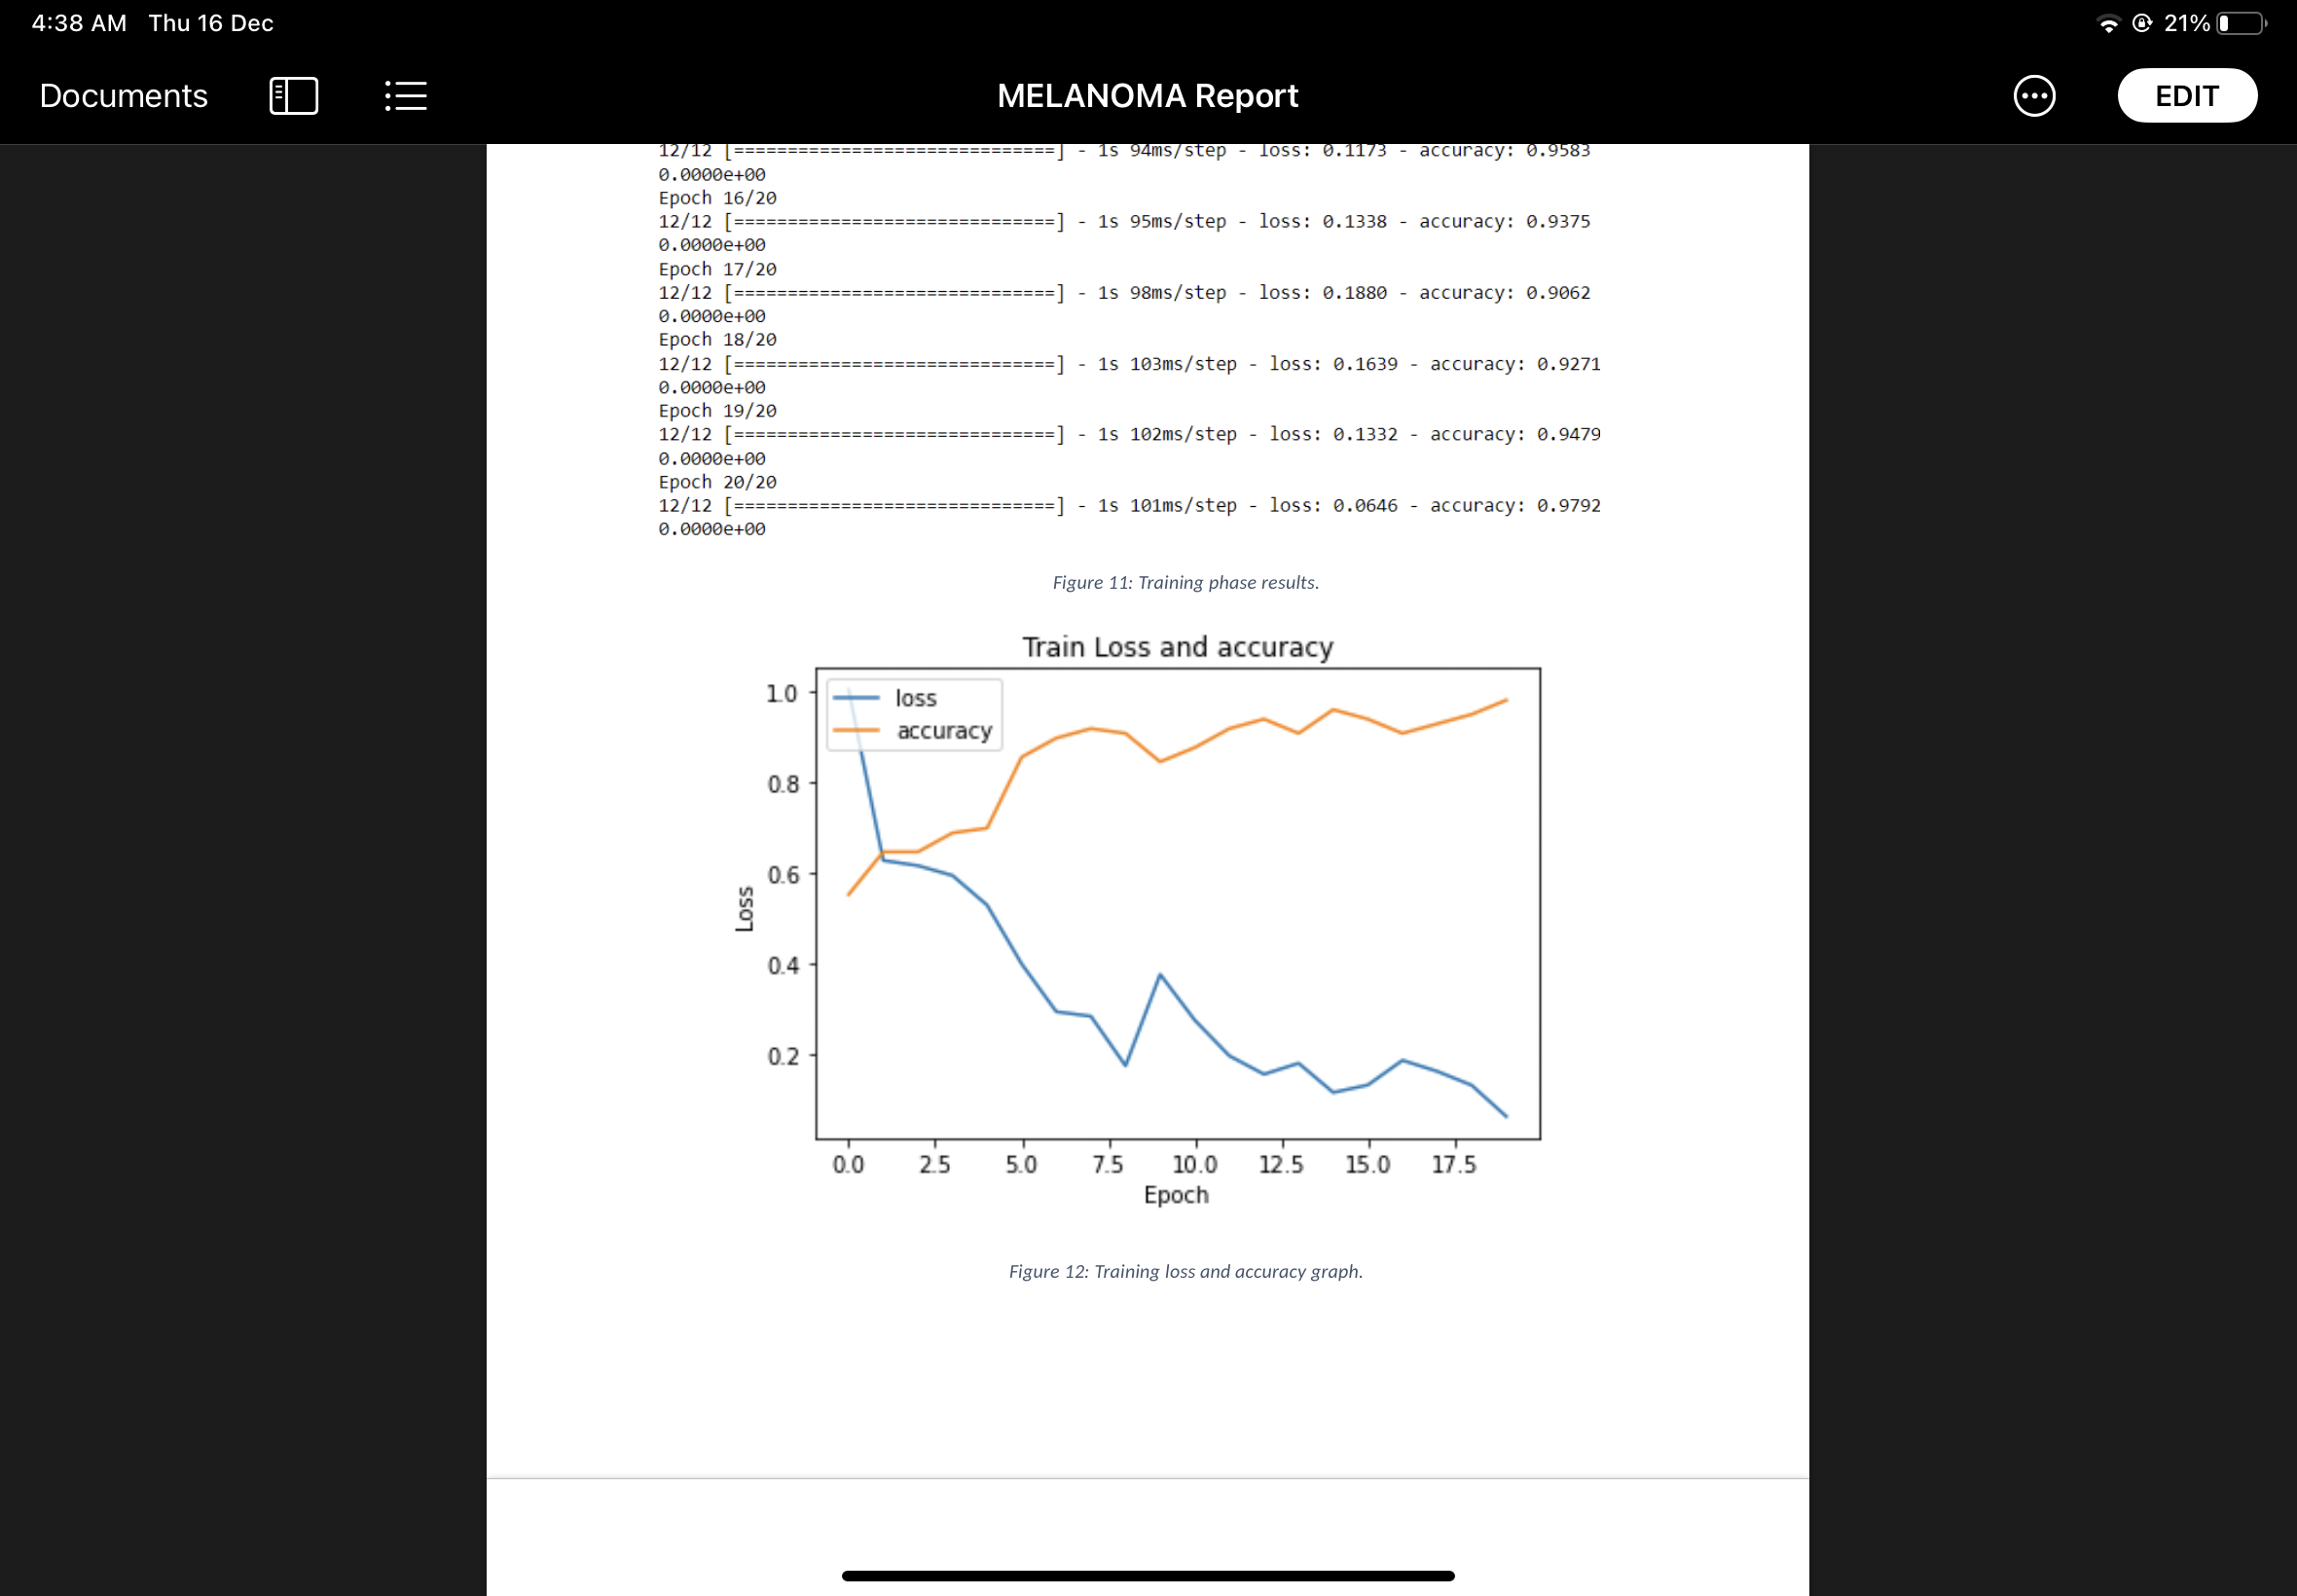 4:38 AM Thu 16 Dec 21%
Documents MELANOMA Report EDIT
12/12 [==============================] - 1s 94ms/step - loss: 0.1173 - accuracy: 0.9583
0.0000e+00
Epoch 16/20
12/12 [==============================] - 1s 95ms/step - loss: 0.1338 - accuracy: 0.9375
0.0000e+00
Epoch 17/20
12/12 [==============================] - 1s 98ms/step - loss: 0.1880 - accuracy: 0.9062
0.0000e+00
Epoch 18/20
12/12 [==============================] - 1s 103ms/step - loss: 0.1639 - accuracy: 0.9271
0.0000e+00
Epoch 19/20
12/12 [==============================] - 1s 102ms/step - loss: 0.1332 - accuracy: 0.9479
0.0000e+00
Epoch 20/20
12/12 [==============================] - 1s 101ms/step - loss: 0.0646 - accuracy: 0.9792
0.0000e+00
Figure 11: Training phase results.
Train Loss and accuracy
loss
accuracy
1.0
0.8
0.6
0.4
0.2
Loss
0.0 2.5 5.0 7.5 10.0 12.5 15.0 17.5
Epoch
Figure 12: Training loss and accuracy graph.